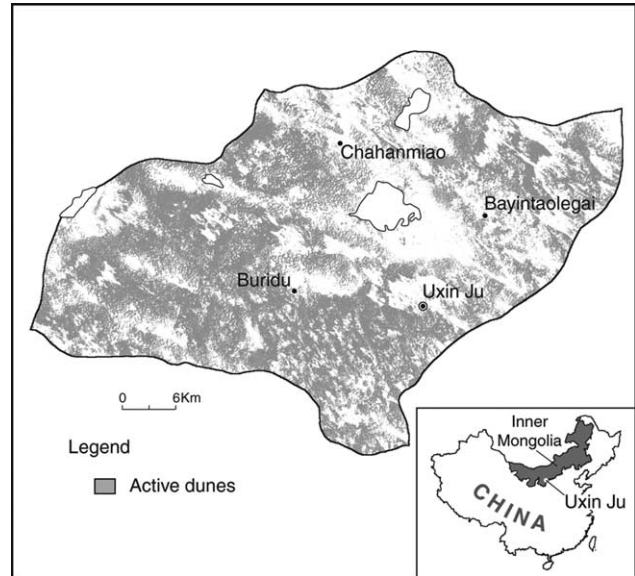 Chahanmiao
Bayintaolegai
Buridu
Uxin Ju
0 6Km
Legend
Active dunes
Inner
Mongolia
CHINA
Uxin Ju